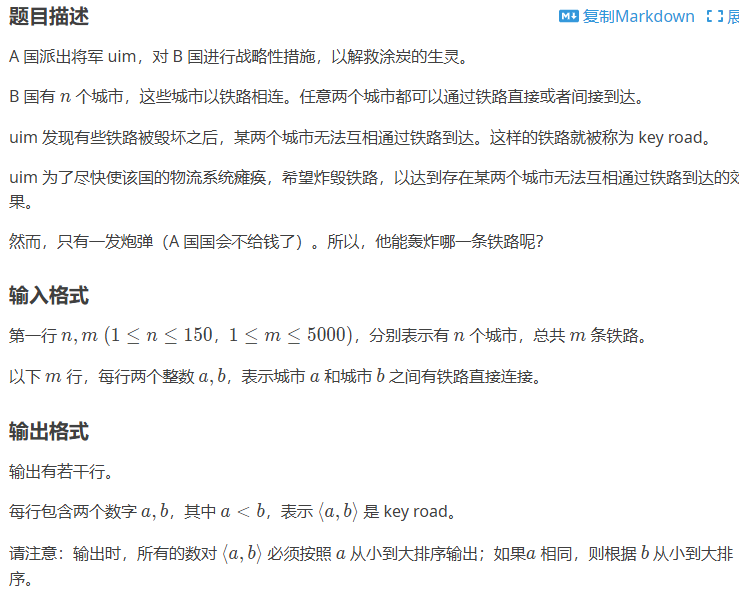 题目描述
复制Markdown 展
A 国派出将军 uim，对 B 国进行战略性措施，以解救涂炭的生灵。
B 国有 n 个城市，这些城市以铁路相连。任意两个城市都可以通过铁路直接或者间接到达。
uim 发现有些铁路被毁坏之后，某两个城市无法互相通过铁路到达。这样的铁路就被称为 key road。
uim 为了尽快使该国的物流系统瘫痪，希望炸毁铁路，以达到存在某两个城市无法互相通过铁路到达的效
果。
然而，只有一发炮弹（A 国国会不给钱了）。所以，他能轰炸哪一条铁路呢？
输入格式
第一行 n, m (1 ≤ n ≤ 150，1 ≤ m ≤ 5000)，分别表示有 n 个城市，总共 m 条铁路。
以下 m 行，每行两个整数 a, b，表示城市 a 和城市 b 之间有铁路直接连接。
输出格式
输出有若干行。
每行包含两个数字 a, b，其中 a < b，表示 ⟨a, b⟩ 是 key road。
请注意：输出时，所有的数对 ⟨a, b⟩ 必须按照 a 从小到大排序输出；如果a 相同，则根据 b 从小到大排
序。